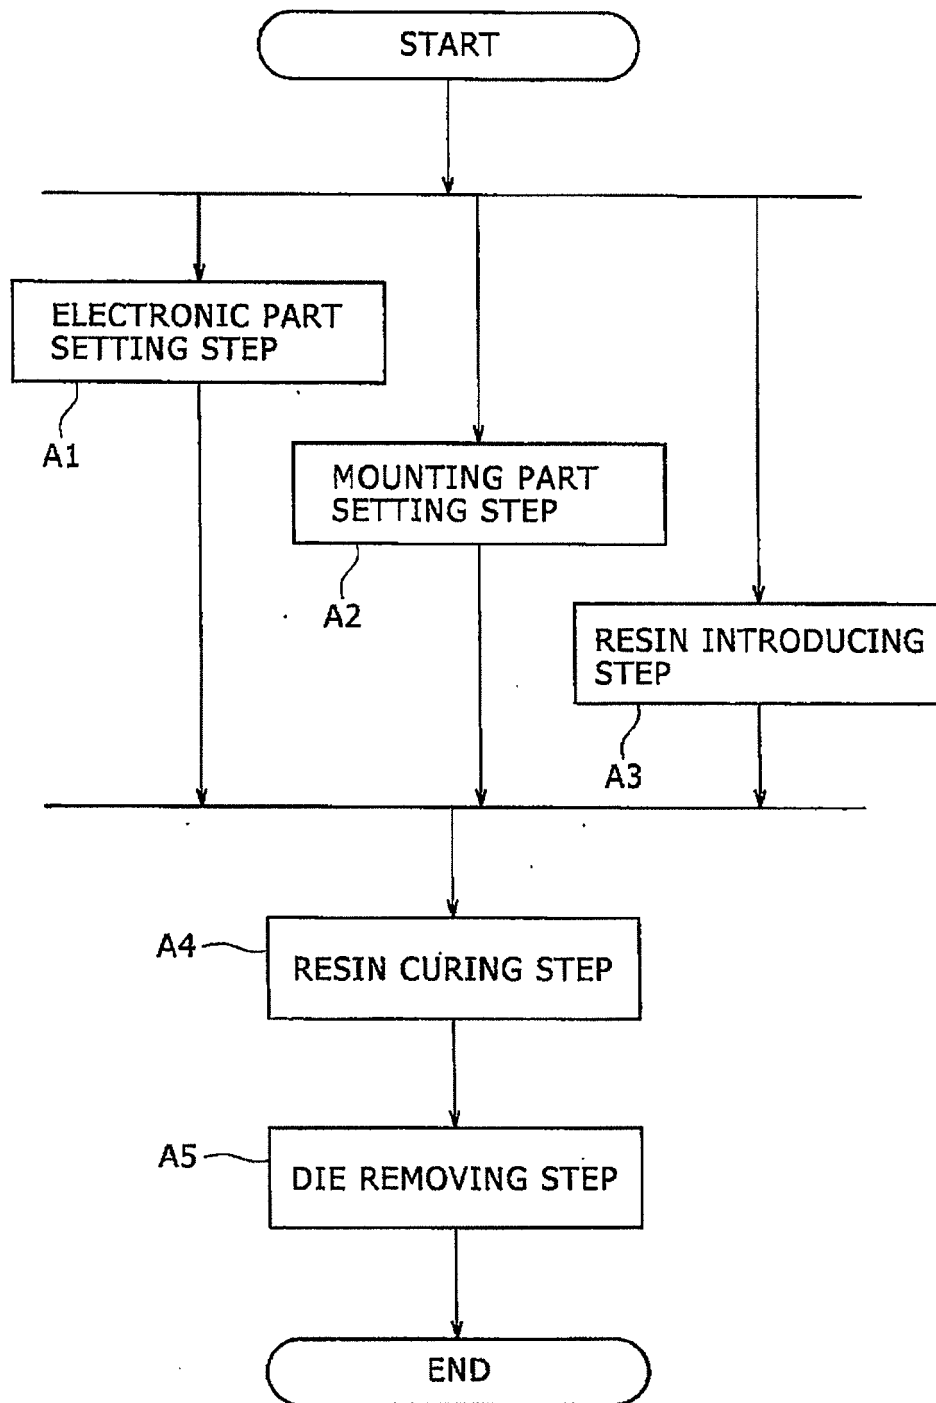 START
ELECTRONIC PART
SETTING STEP
A1
MOUNTING PART
SETTING STEP
A2
RESIN INTRODUCING
STEP
A3
A4
RESIN CURING STEP
A5
DIE REMOVING STEP
END